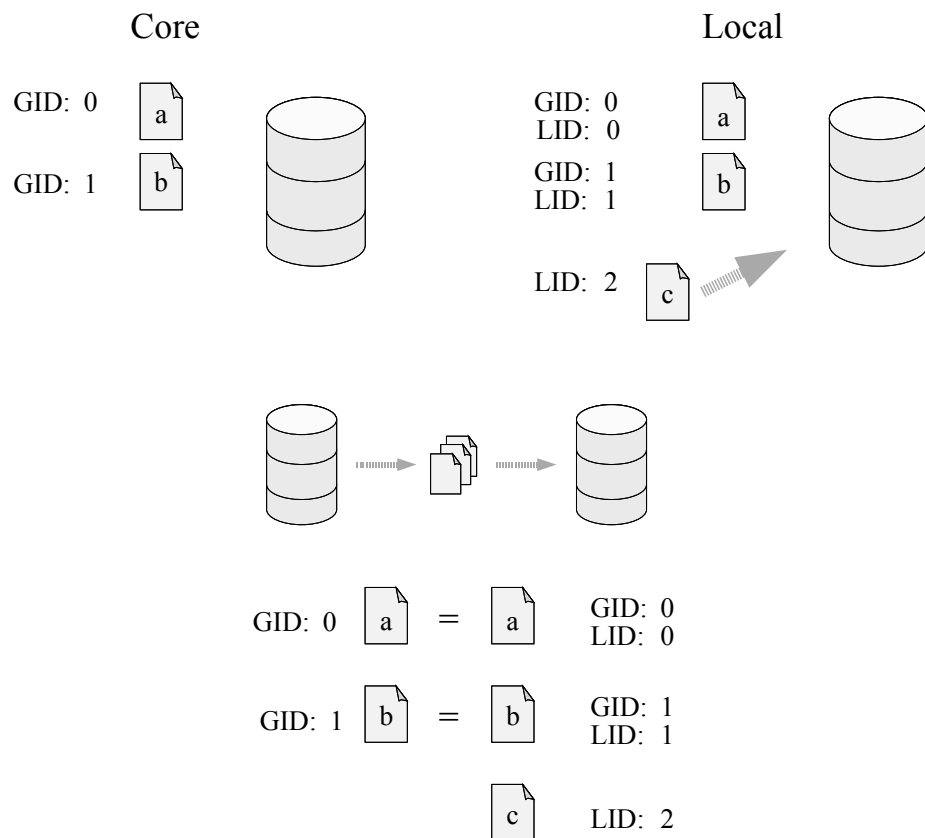 Core
Local
GID: 0
a
GID: 1
b
GID: 0
LID: 0
a
GID: 1
LID: 1
b
LID: 2
c
GID: 0
a
=
a
GID: 0
LID: 0
GID: 1
b
=
b
GID: 1
LID: 1
c
LID: 2